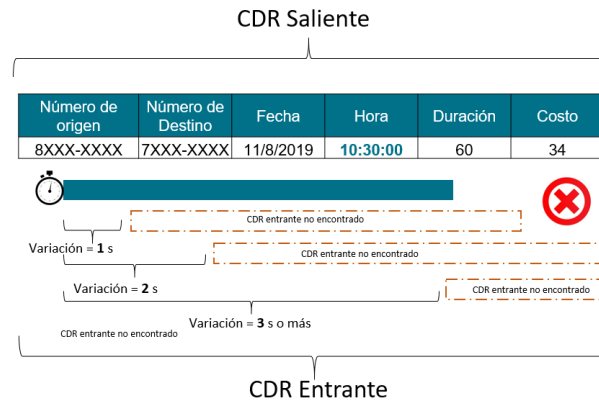 CDR Saliente
Número de origen Número de Destino Fecha Hora Duración Costo
8XXX-XXXX 7XXX-XXXX 11/8/2019 10:30:00 60 34
CDR entrante no encontrado
Variación = 1 s
CDR entrante no encontrado
Variación = 2 s
CDR entrante no encontrado
Variación = 3 s o más
CDR entrante no encontrado
CDR Entrante